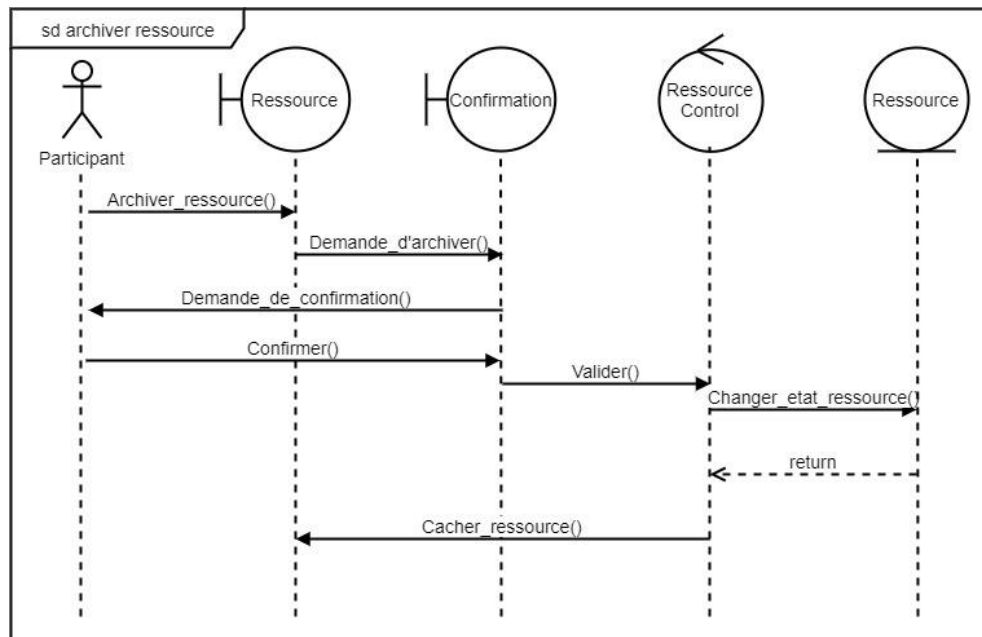 sd archiver ressource
Participant
Ressource
Confirmation
Ressource
Control
Ressource
Archiver_ressource()
Demande_d'archiver()
Demande_de_confirmation()
Confirmer()
Valider()
Changer_etat_ressource()
return
Cacher_ressource()